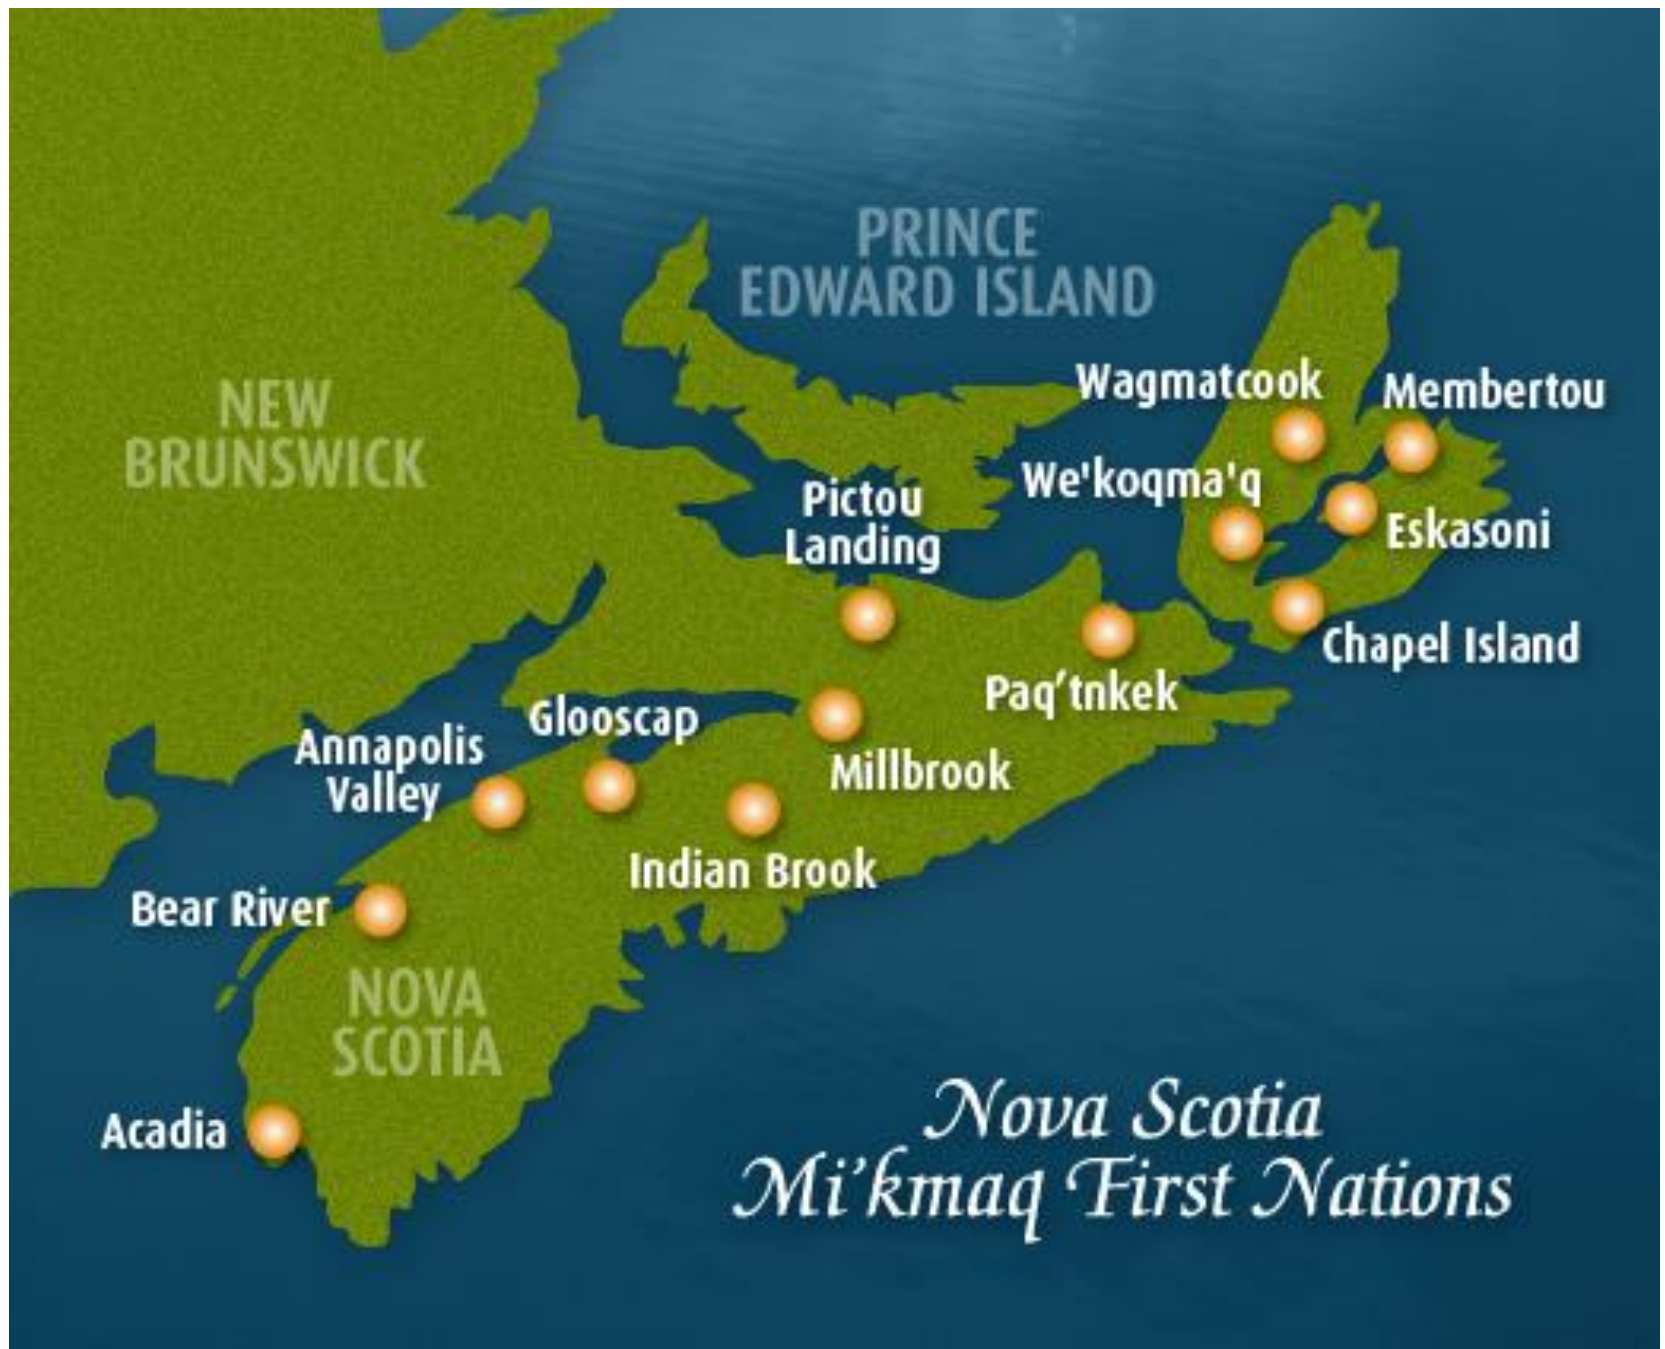 PRINCE
EDWARD ISLAND
NEW
BRUNSWICK
Wagmatcook
Membertou
We'koqma'q
Pictou
Landing
Eskasoni
Chapel Island
Paq’tnkek
Glooscap
Annapolis
Valley
Millbrook
Indian Brook
Bear River
NOVA
SCOTIA
Acadia
Nova Scotia
Mi’kmaq First Nations